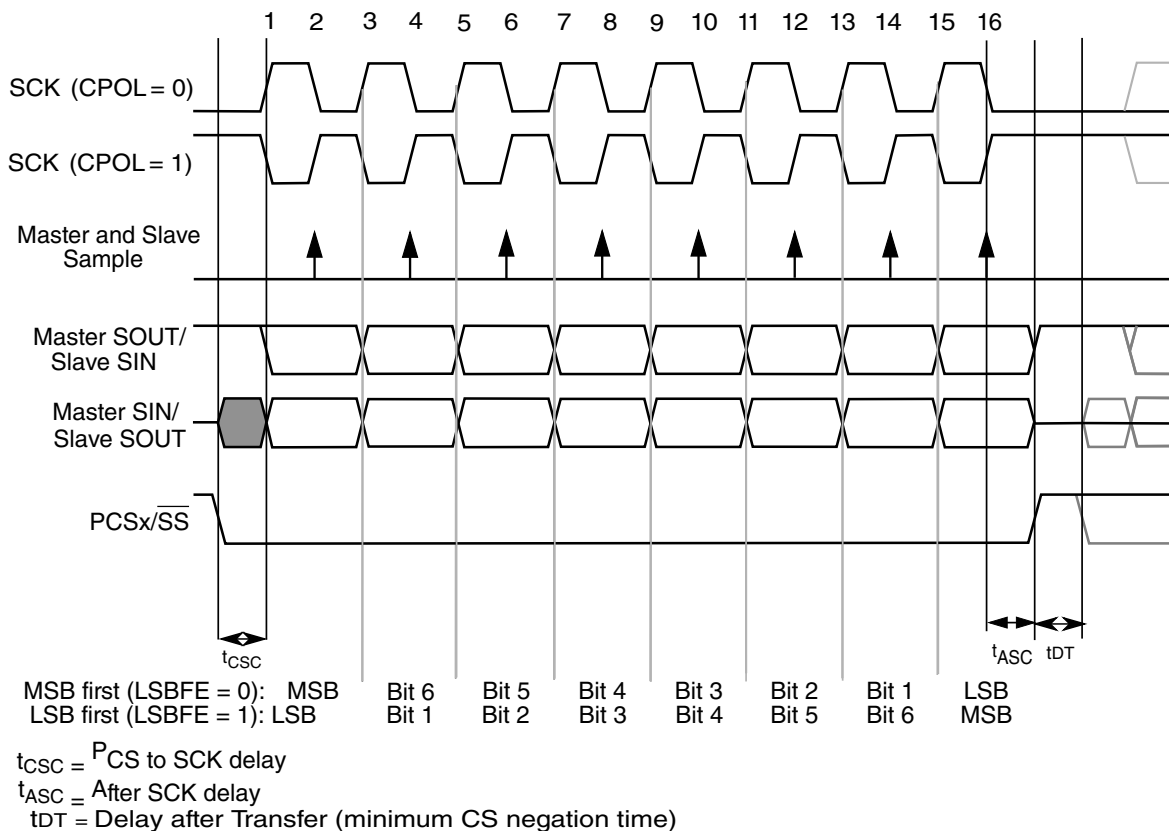 1 2 3 4 5 6 7 8 9 10 11 12 13 14 15 16
SCK (CPOL = 0)
SCK (CPOL = 1)
Master and Slave
Sample
Master SOUT/
Slave SIN
Master SIN/
Slave SOUT
PCSx/SS
tCSC
tASC
tDT
MSB first (LSBFE = 0): MSB Bit 6 Bit 5 Bit 4 Bit 3 Bit 2 Bit 1 LSB
LSB first (LSBFE = 1): LSB Bit 1 Bit 2 Bit 3 Bit 4 Bit 5 Bit 6 MSB
tCSC = PCS to SCK delay
tASC = After SCK delay
tDT = Delay after Transfer (minimum CS negation time)